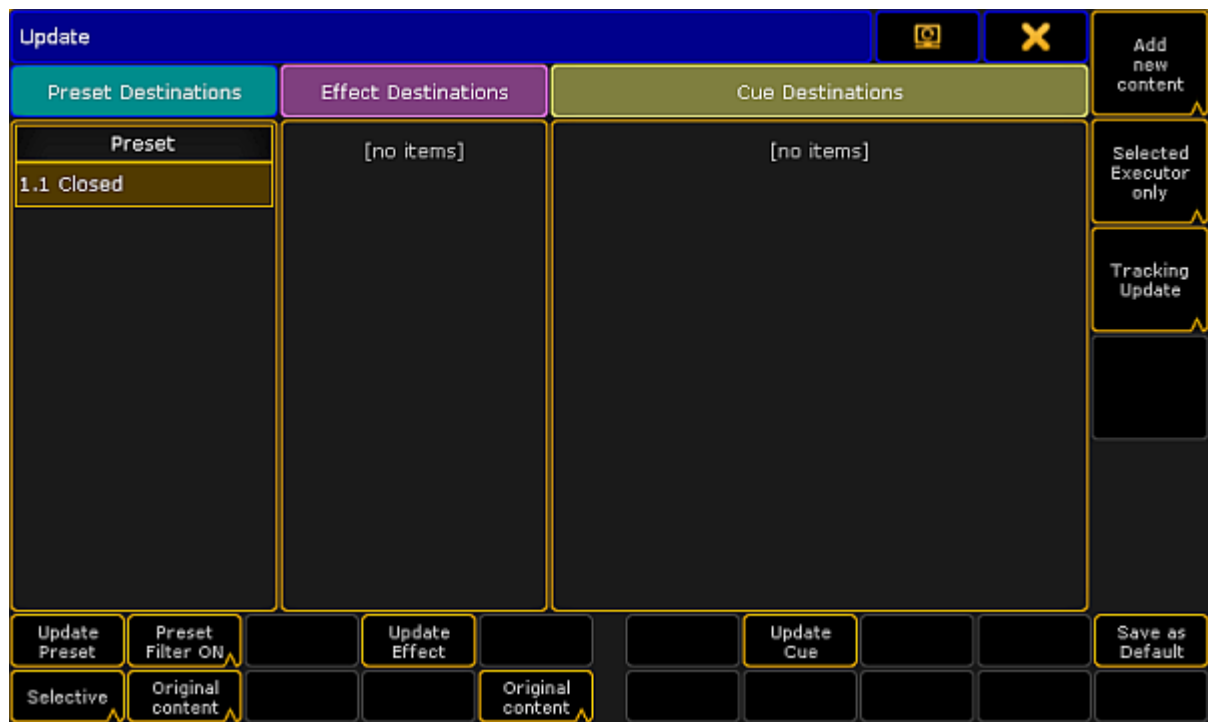 Update
Add
new
content
Preset Destinations
Effect Destinations
Cue Destinations
Preset
1.1 Closed
[no items]
[no items]
Selected
Executor
only
Tracking
Update
Update
Preset
Preset
Filter ON
Update
Effect
Update
Cue
Save as
Default
Selective
Original
content
Original
content